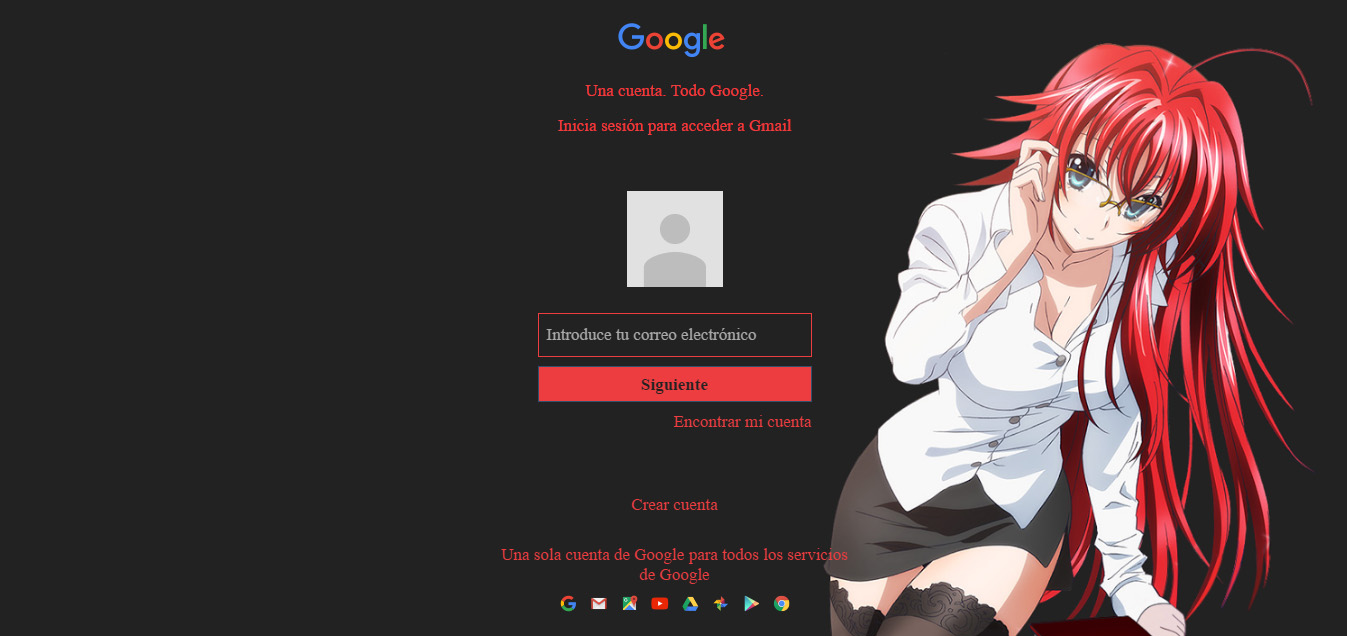 Google
Una cuenta. Todo Google.
Inicia sesión para acceder a Gmail
Introduce tu correo electrónico
Siguiente
Encontrar mi cuenta
Crear cuenta
Una sola cuenta de Google para todos los servicios
de Google